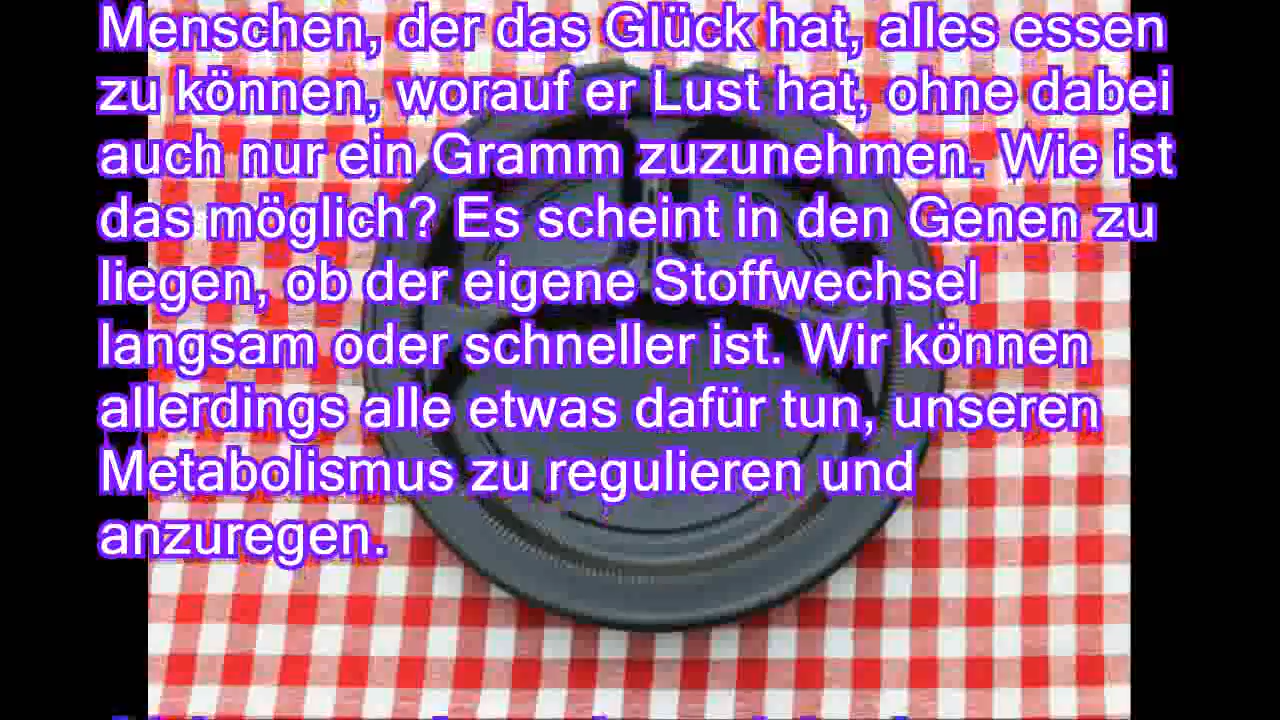 Menschen, der das Glück hat, alles essen
zu können, worauf er Lust hat, ohne dabei
auch nur ein Gramm zuzunehmen. Wie ist
das möglich? Es scheint in den Genen zu
liegen, ob der eigene Stoffwechsel
langsam oder schneller ist. Wir können
allerdings alle etwas dafür tun, unseren
Metabolismus zu regulieren und
anzuregen.